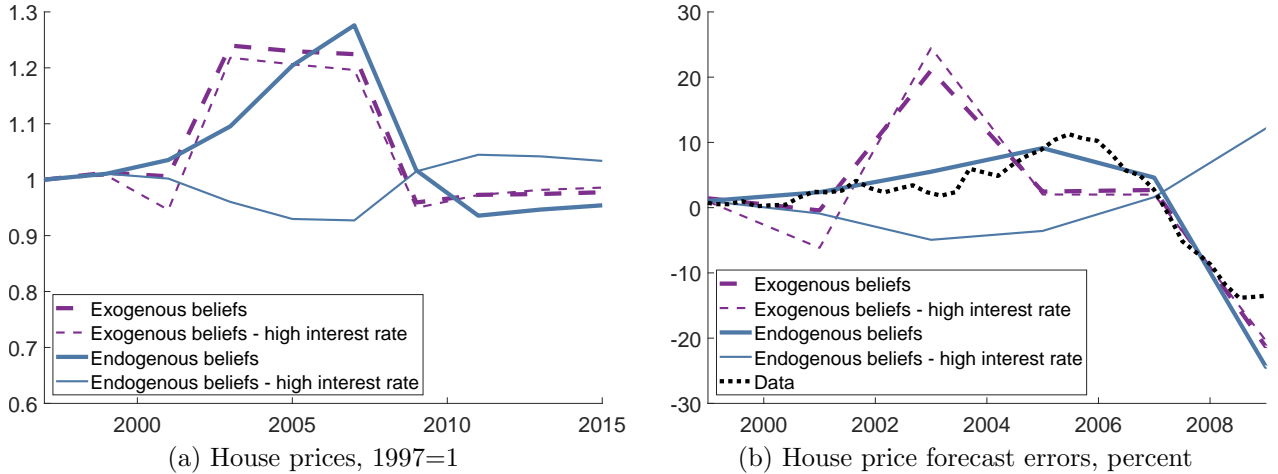 1.3
1.2
1.1
1
0.9
0.8
0.7
0.6
2000
2005
2010
2015
Exogenous beliefs
Exogenous beliefs - high interest rate
Endogenous beliefs
Endogenous beliefs - high interest rate
(a) House prices, 1997=1
30
20
10
0
-10
-20
-30
2000
2002
2004
2006
2008
Exogenous beliefs
Exogenous beliefs - high interest rate
Endogenous beliefs
Endogenous beliefs - high interest rate
Data
(b) House price forecast errors, percent